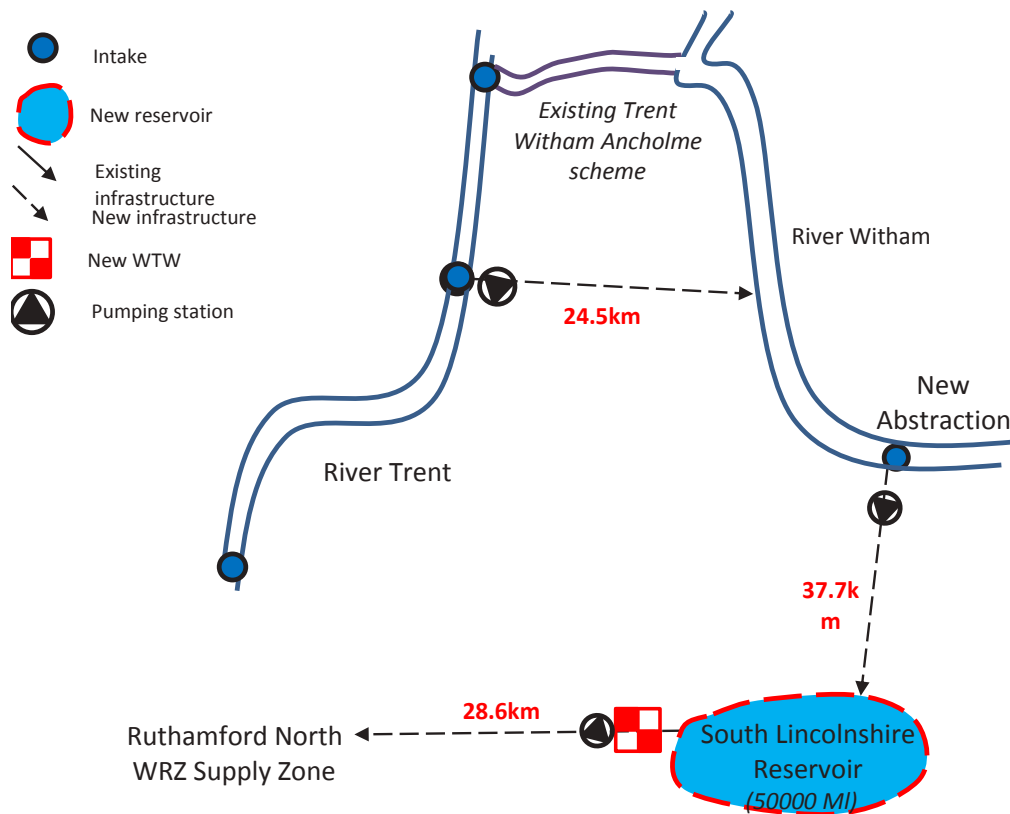 Intake
New reservoir
Existing
infrastructure
New infrastructure
New WTW
Pumping station
Existing Trent
Witham Ancholme
scheme
River Witham
24.5km
New
Abstraction
River Trent
37.7k
m
28.6km
Ruthamford North
WRZ Supply Zone
South Lincolnshire
Reservoir
(50000 Ml)